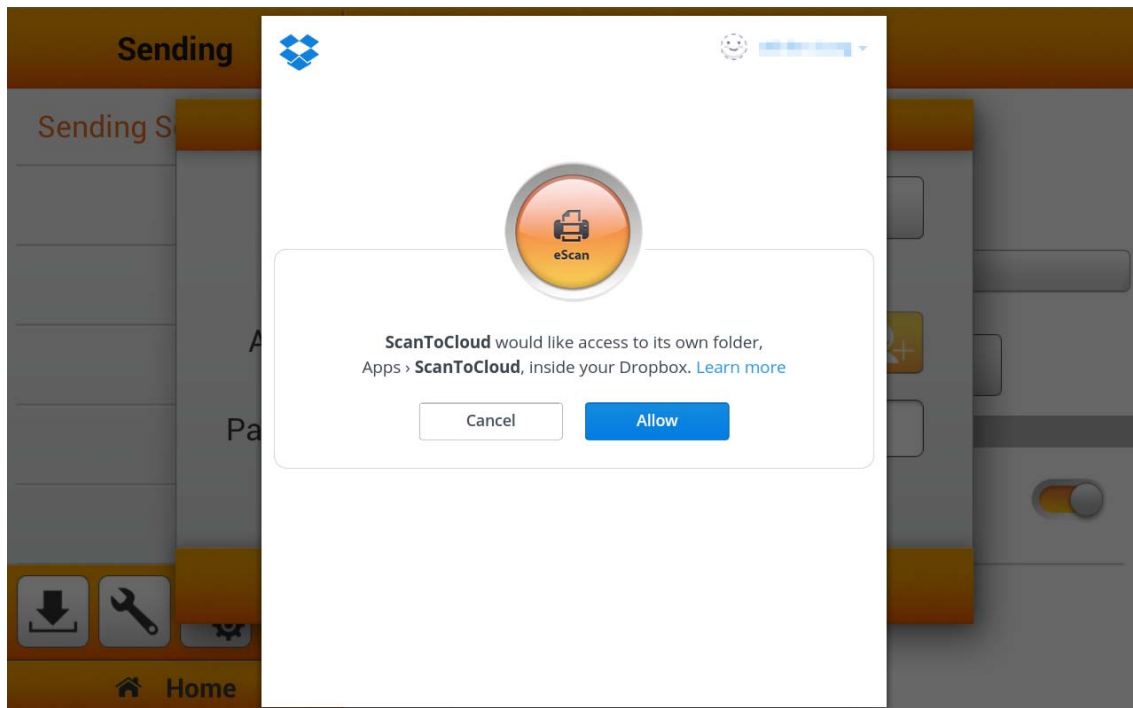 Sending
Sending S
eScan
A
ScanToCloud would like access to its own folder,
Apps › ScanToCloud, inside your Dropbox. Learn more
Cancel
Allow
Pa
Home